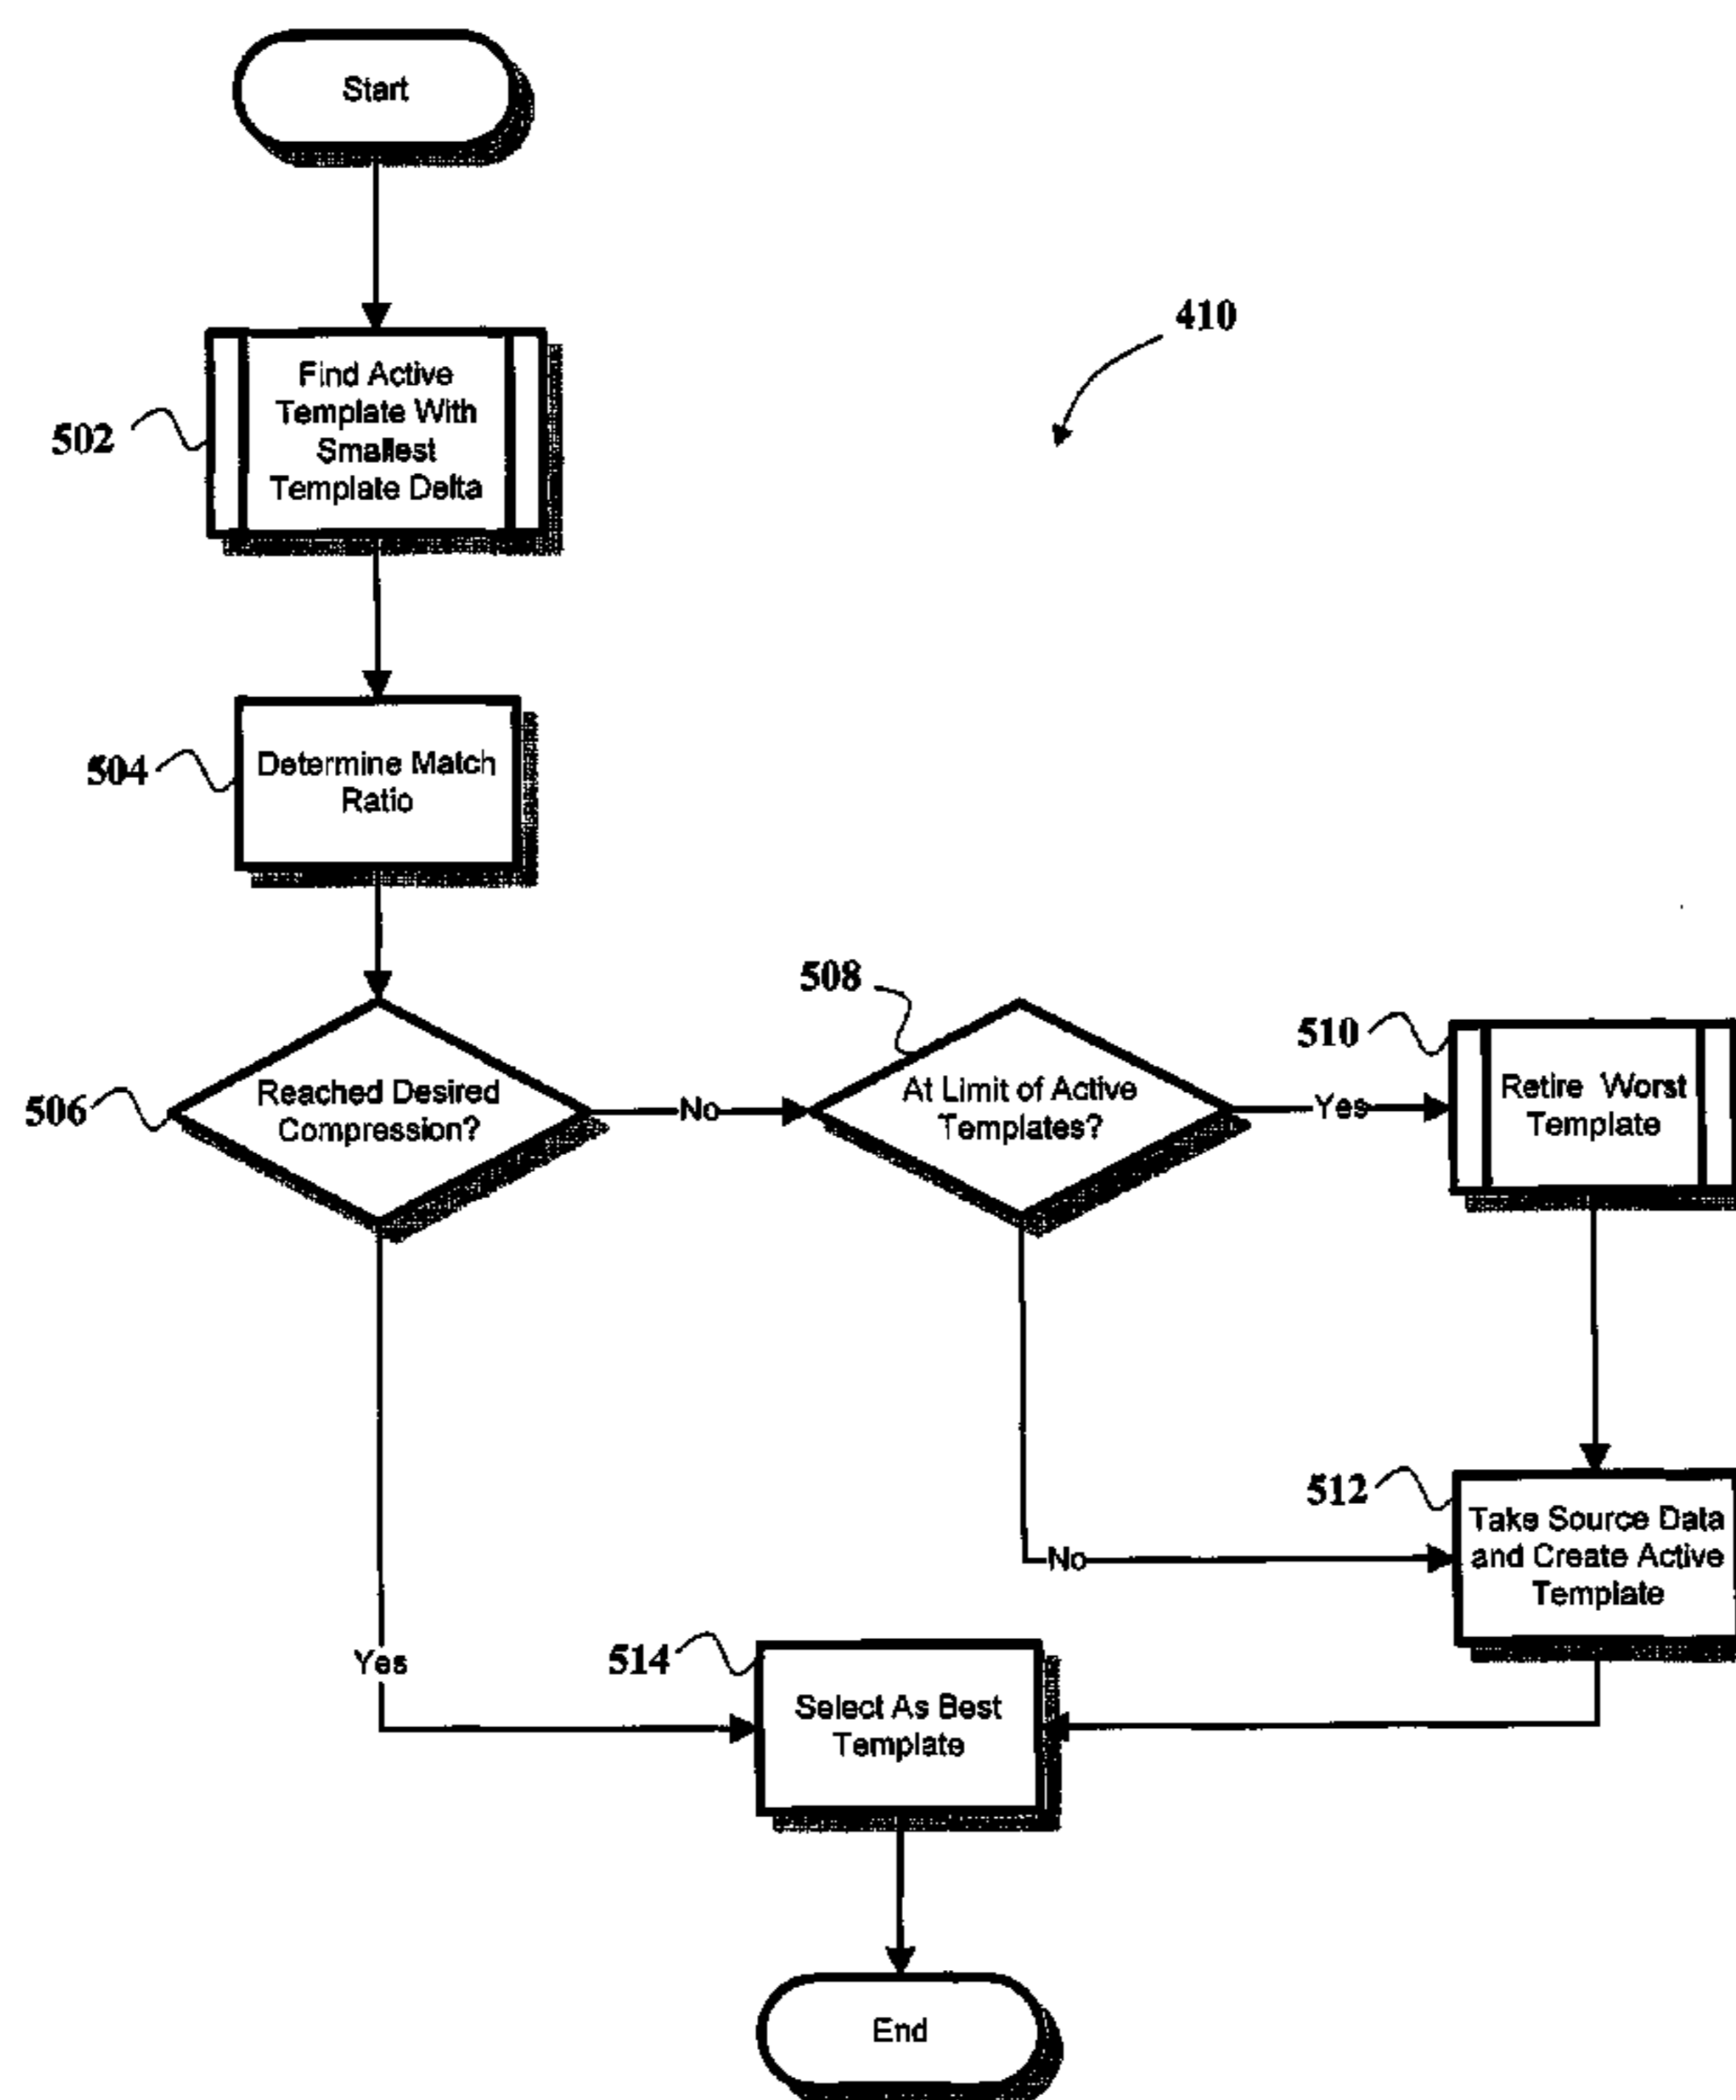 Start
410
502
Find Active
Template With
Smallest
Template Delta
504
Determine Match
Ratio
506
Reached Desired
Compression?
No
508
At Limit of Active
Templates?
Yes
510
Retire Worst
Template
No
512
Take Source Data
and Create Active
Template
Yes
514
Select As Best
Template
End